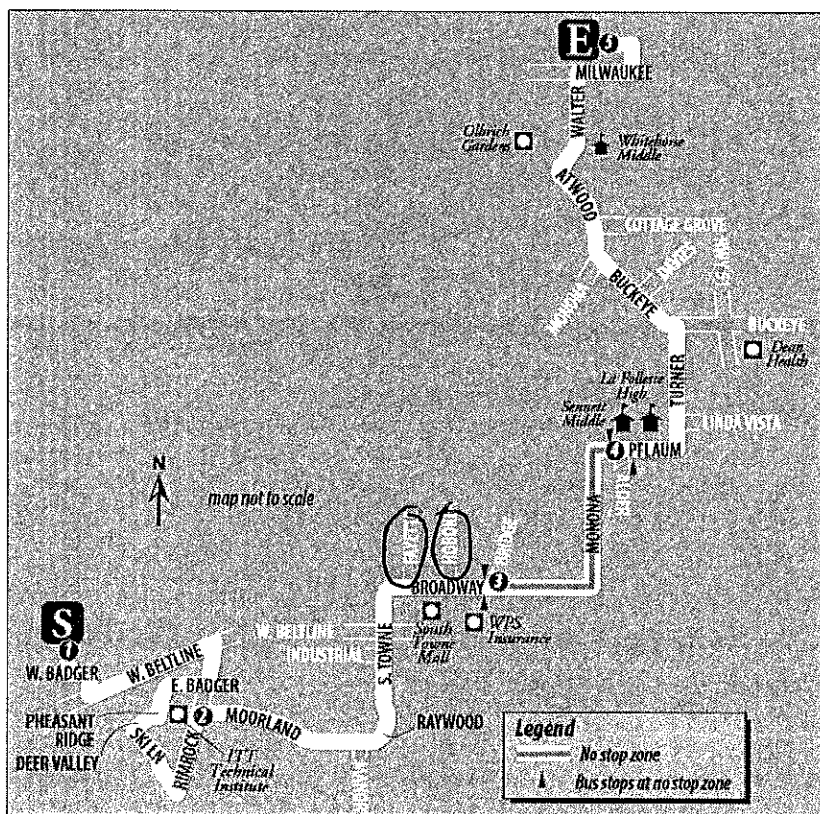 E 5
MILWAUKEE
WALTER
Olbrich
Gardens
Whitehorse
Middle
ATWOOD
COTTAGE GROVE
MONONA
BUCKEYE
BUCKEYE
Dean
Health
TURNER
La Follette
High
Sennett
Middle
LINDA VISTA
4 PFLAUM
N
map not to scale
MONONA
BRIDGE
BROADWAY 3
S
1
W. BADGER
W. BELTLINE
W. BELTLINE
INDUSTRIAL
South
Towne
Mall
WPS
Insurance
S. TOWNE
E. BADGER
PHEASANT
RIDGE
DEER VALLEY
SKI LN
RIMROCK
2 MOORLAND
ITT
Technical
Institute
RAYWOOD
Legend
No stop zone
Bus stops at no stop zone